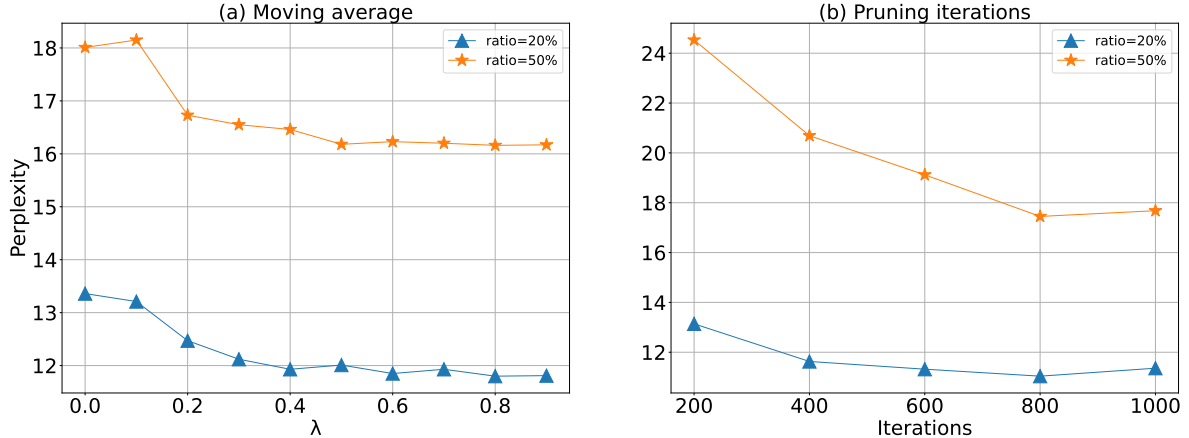 (a) Moving average
ratio=20%
ratio=50%
18
17
16
15
14
13
12
Perplexity
0.0
0.2
0.4
0.6
0.8
λ
(b) Pruning iterations
ratio=20%
ratio=50%
24
22
20
18
16
14
12
200
400
600
800
1000
Iterations